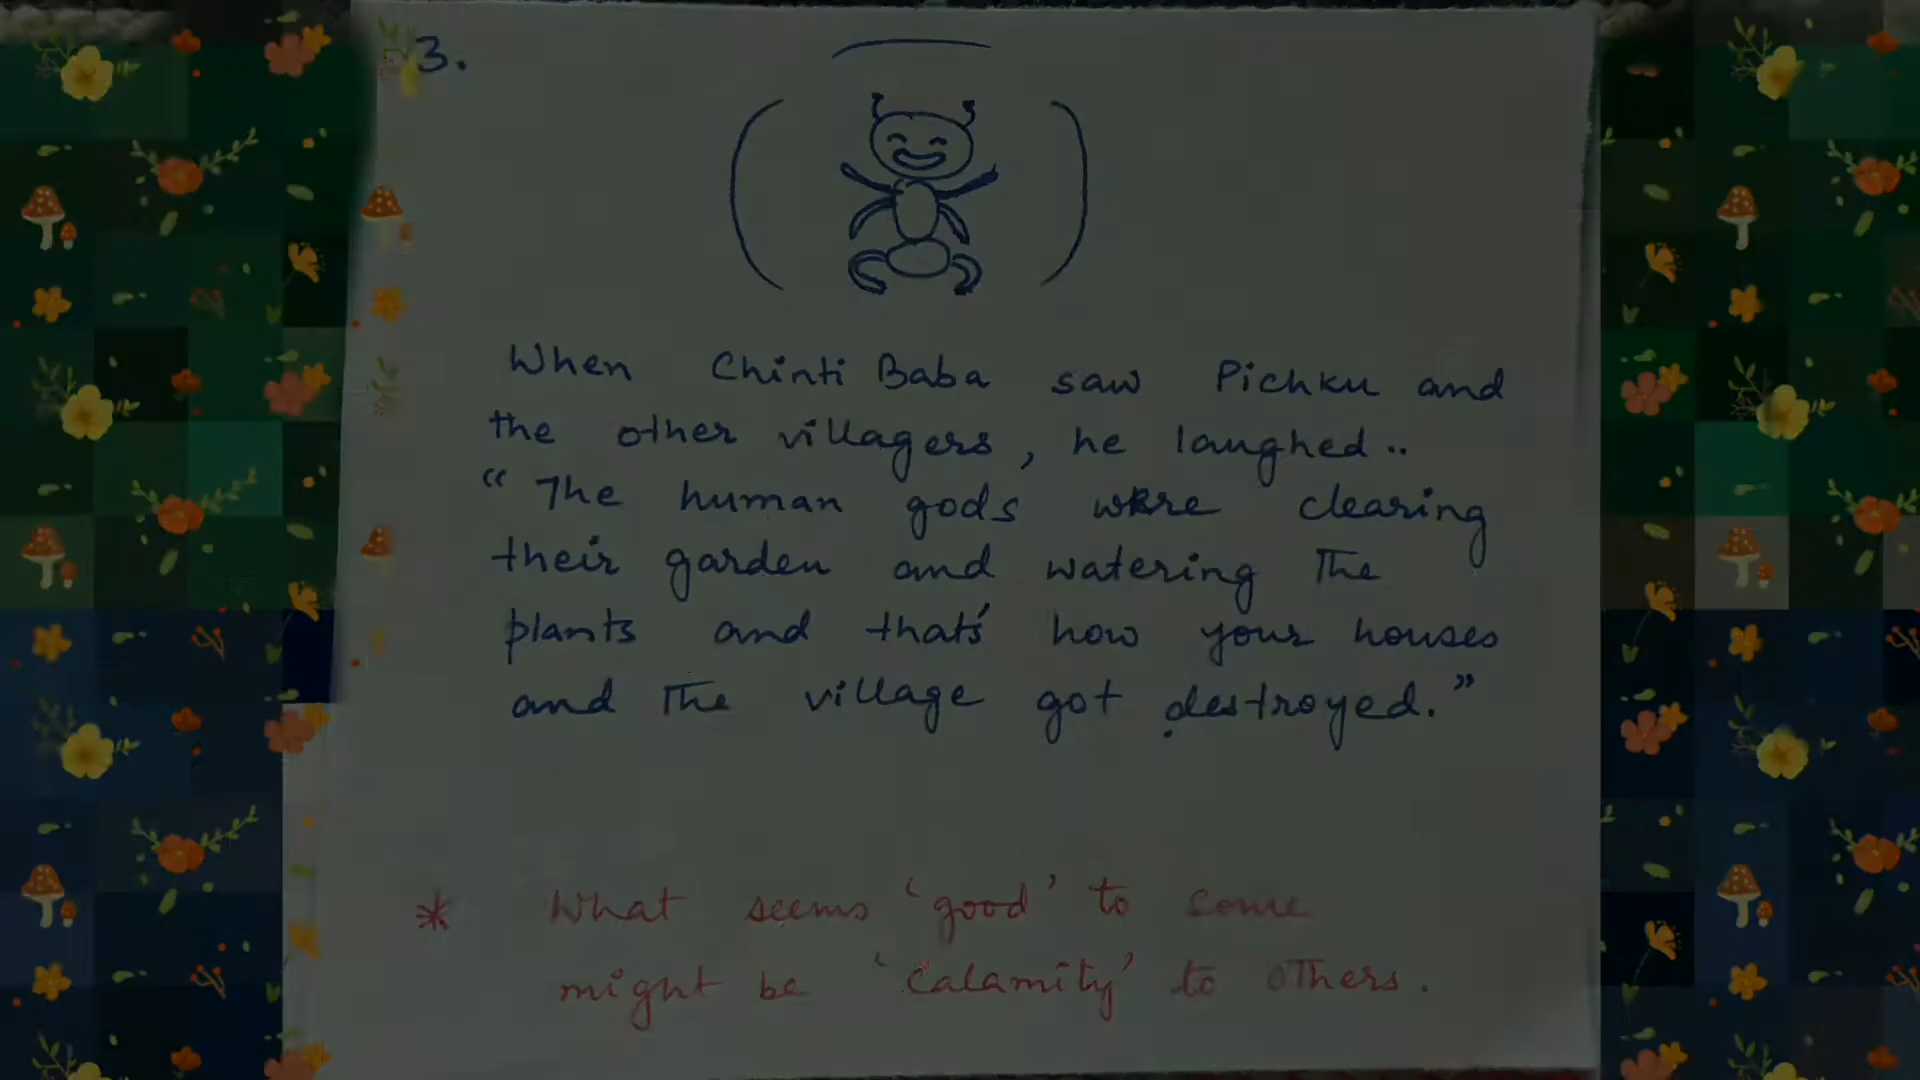 3.
When Chinti Baba saw Pichku and
the other villagers, he laughed..
"The human gods were clearing
their garden and watering the
plants and that's how your houses
and the village got destroyed."
* What seems 'good' to some
might be 'calamity' to others.